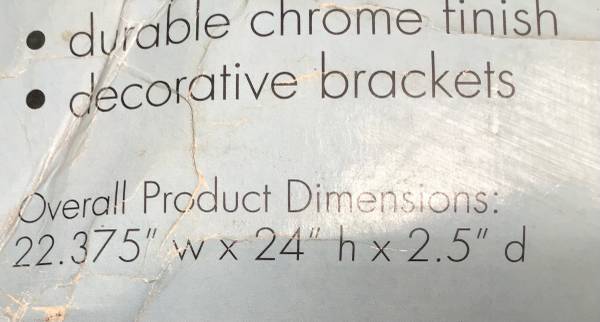 • durable chrome finish
• decorative brackets
Overall Product Dimensions:
22.375" w x 24" h x 2.5" d